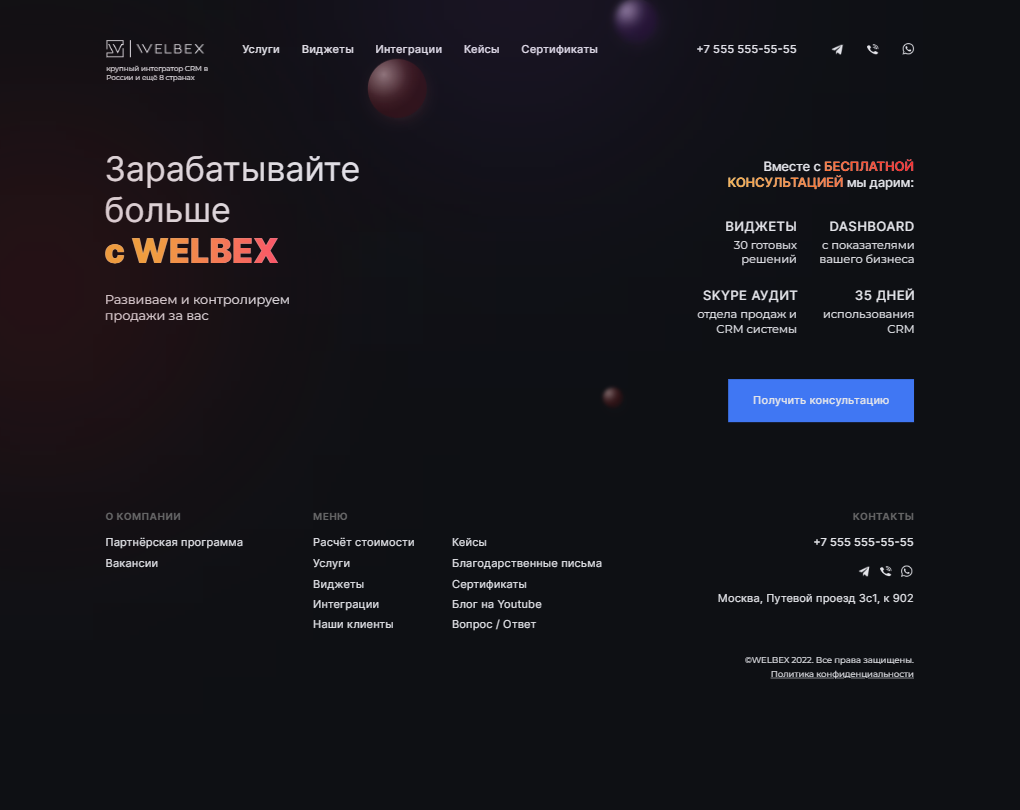 WELBEX
крупный интегратор CRM в
России и ещё 8 странах
Услуги Виджеты Интеграции Кейсы Сертификаты
+7 555 555-55-55
Зарабатывайте
больше
с WELBEX
Развиваем и контролируем
продажи за вас
Вместе с БЕСПЛАТНОЙ
КОНСУЛЬТАЦИЕЙ мы дарим:
ВИДЖЕТЫ
30 готовых
решений
DASHBOARD
с показателями
вашего бизнеса
SKYPE АУДИТ
отдела продаж и
CRM системы
35 ДНЕЙ
использования
CRM
Получить консультацию
О КОМПАНИИ
Партнёрская программа
Вакансии
МЕНЮ
Расчёт стоимости
Услуги
Виджеты
Интеграции
Наши клиенты
Кейсы
Благодарственные письма
Сертификаты
Блог на Youtube
Вопрос / Ответ
КОНТАКТЫ
+7 555 555-55-55
Москва, Путевой проезд 3с1, к 902
©WELBEX 2022. Все права защищены.
Политика конфиденциальности